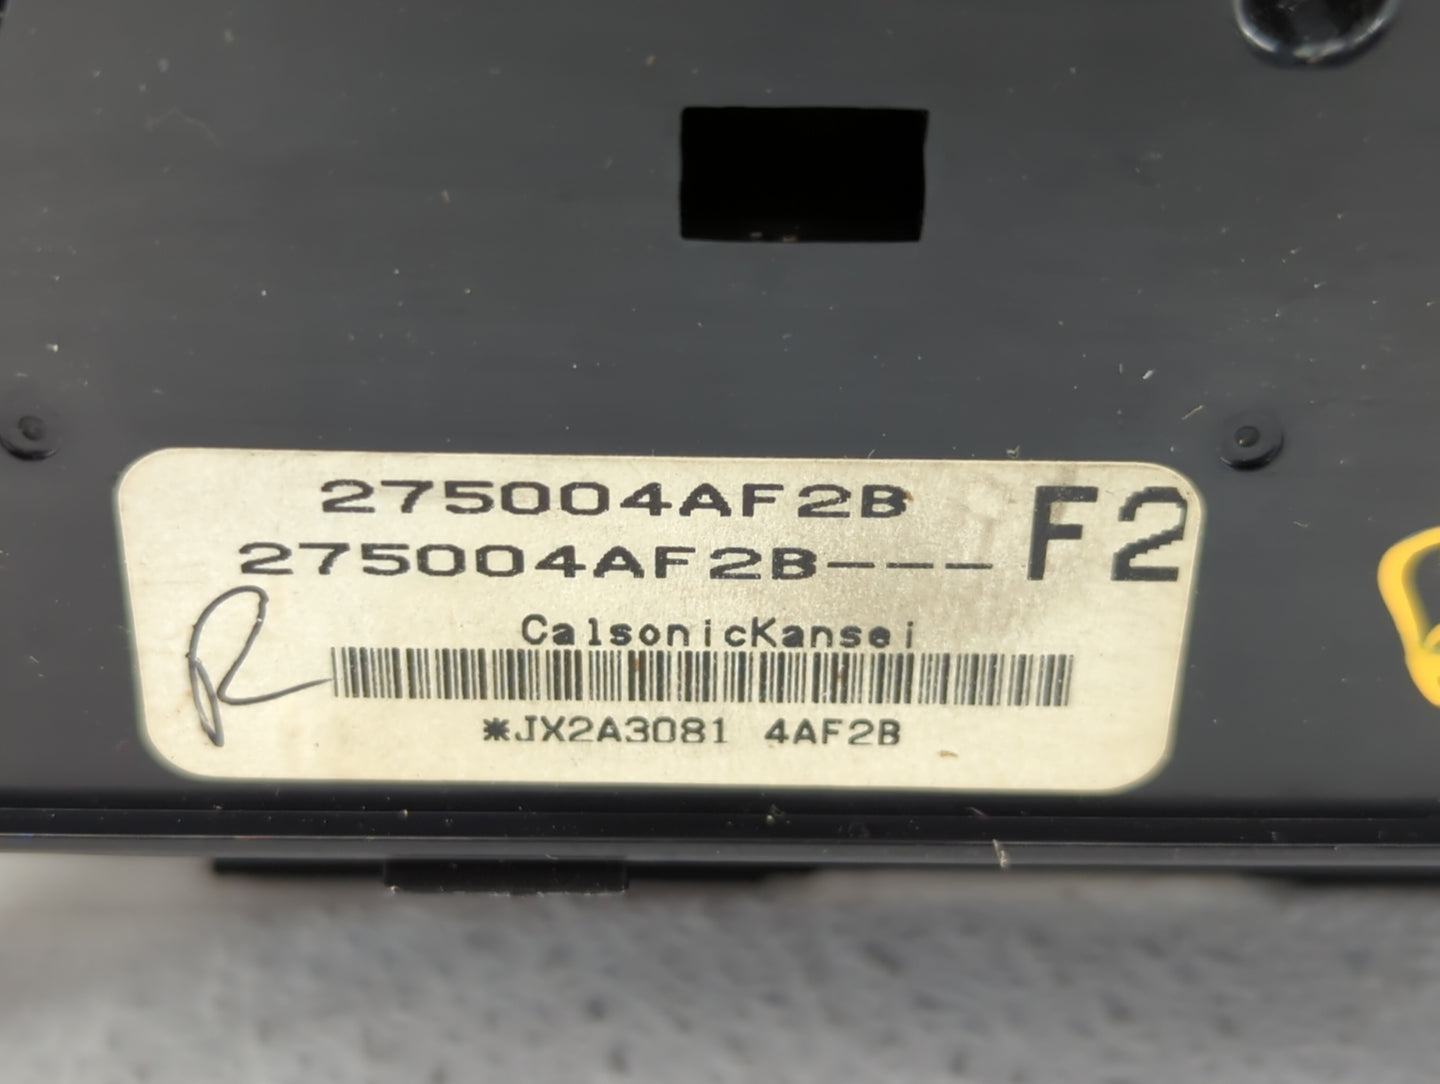 275004AF2B
275004AF2B--- F2
CalsonicKansei
R
*JX2A3081 4AF2B